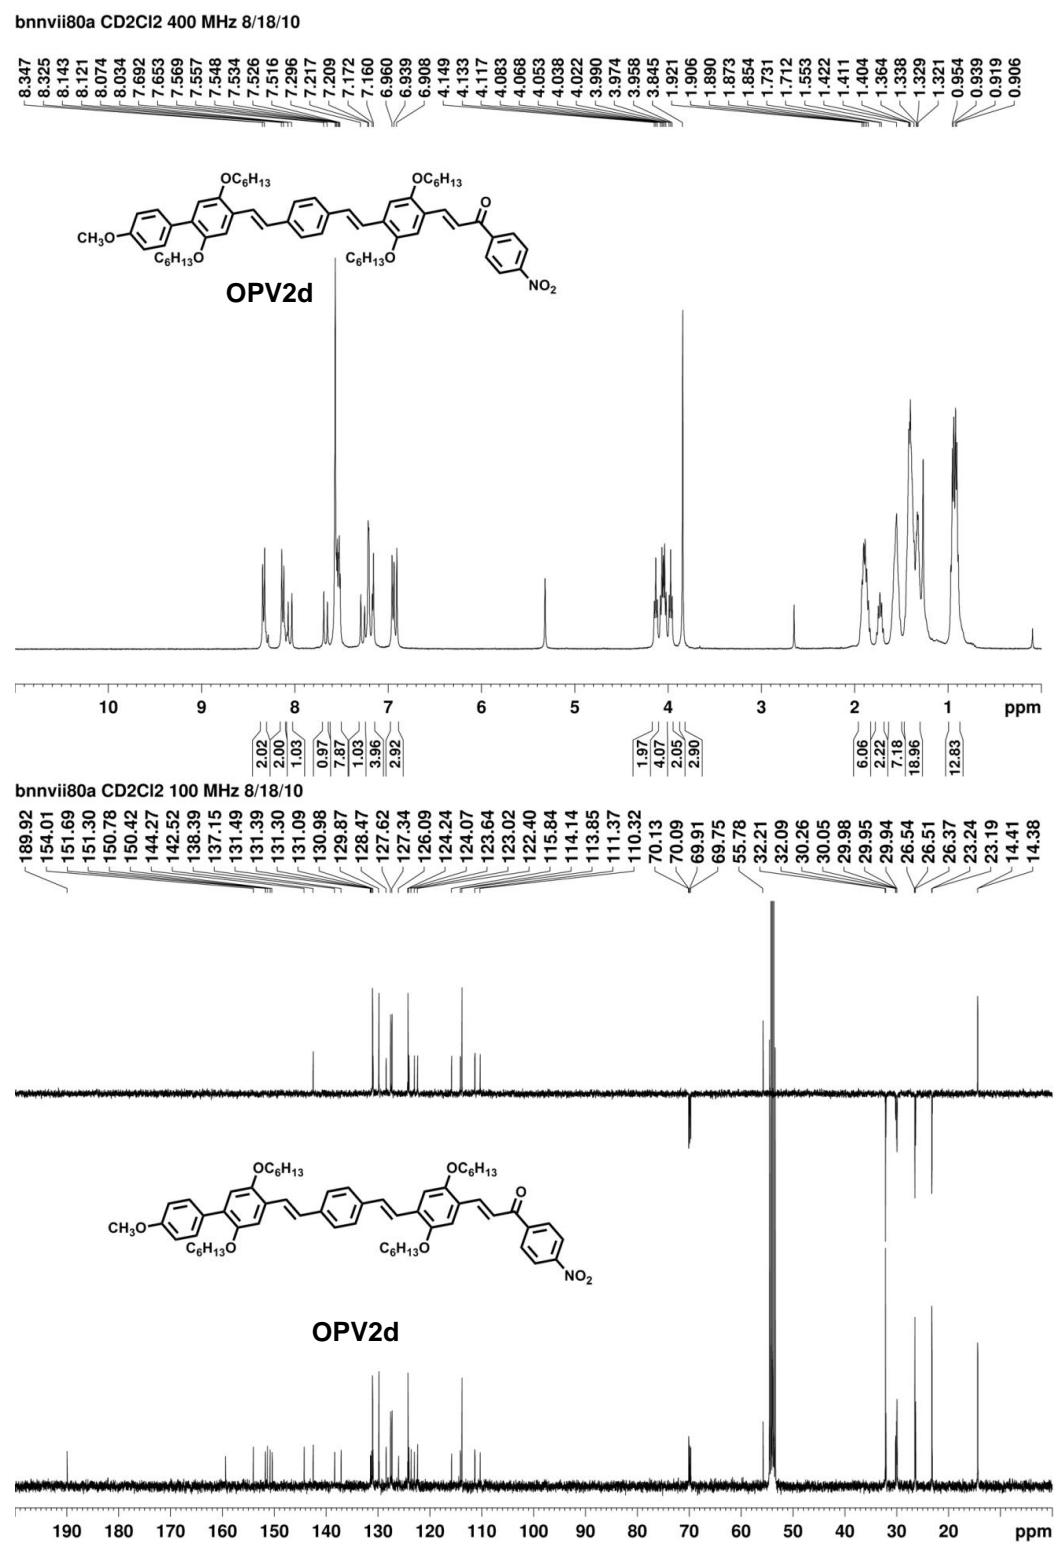 bnnvii80a CD2Cl2 400 MHz 8/18/10
8.347 8.325 8.143 8.121 8.074 8.034 7.692 7.653 7.569 7.557 7.548 7.534 7.526 7.516 7.296 7.217 7.209 7.172 7.160 6.960 6.939 6.908 4.149 4.133 4.117 4.083 4.068 4.053 4.038 4.022 3.990 3.974 3.958 3.845 1.921 1.906 1.890 1.873 1.854 1.731 1.712 1.553 1.422 1.411 1.404 1.364 1.338 1.329 1.321 0.954 0.939 0.919 0.906
OC6H13 OC6H13
O
CH3O
C6H13O C6H13O
NO2
OPV2d
10 9 8 7 6 5 4 3 2 1 ppm
2.02 2.00 1.03 0.97 7.87 1.03 3.96 2.92 1.97 4.07 2.05 2.90 6.06 2.22 7.18 18.96 12.83
bnnvii80a CD2Cl2 100 MHz 8/18/10
189.92 154.01 151.69 151.30 150.78 150.42 144.27 142.52 138.39 137.15 131.49 131.39 131.30 131.09 130.98 129.87 128.47 127.62 127.34 126.09 124.24 124.07 123.64 123.02 122.40 115.84 114.14 113.85 111.37 110.32 70.13 70.09 69.91 69.75 55.78 32.21 32.09 30.26 30.05 29.98 29.95 29.94 26.54 26.51 26.37 23.24 23.19 14.41 14.38
OC6H13 OC6H13
O
CH3O
C6H13O C6H13O
NO2
OPV2d
190 180 170 160 150 140 130 120 110 100 90 80 70 60 50 40 30 20 ppm